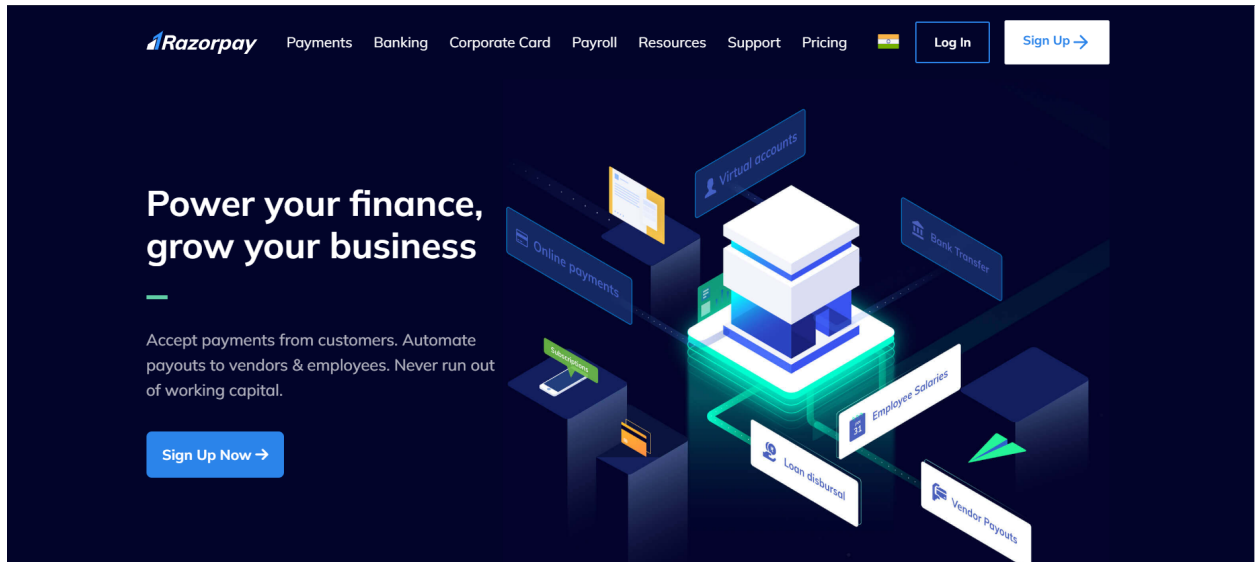 Razorpay
Payments
Banking
Corporate Card
Payroll
Resources
Support
Pricing
Log In
Sign Up →
Power your finance,
grow your business
Accept payments from customers. Automate
payouts to vendors & employees. Never run out
of working capital.
Sign Up Now →
Virtual accounts
Online payments
Bank Transfer
Subscriptions
Employee Salaries
31
Loan disbursal
Vendor Payouts